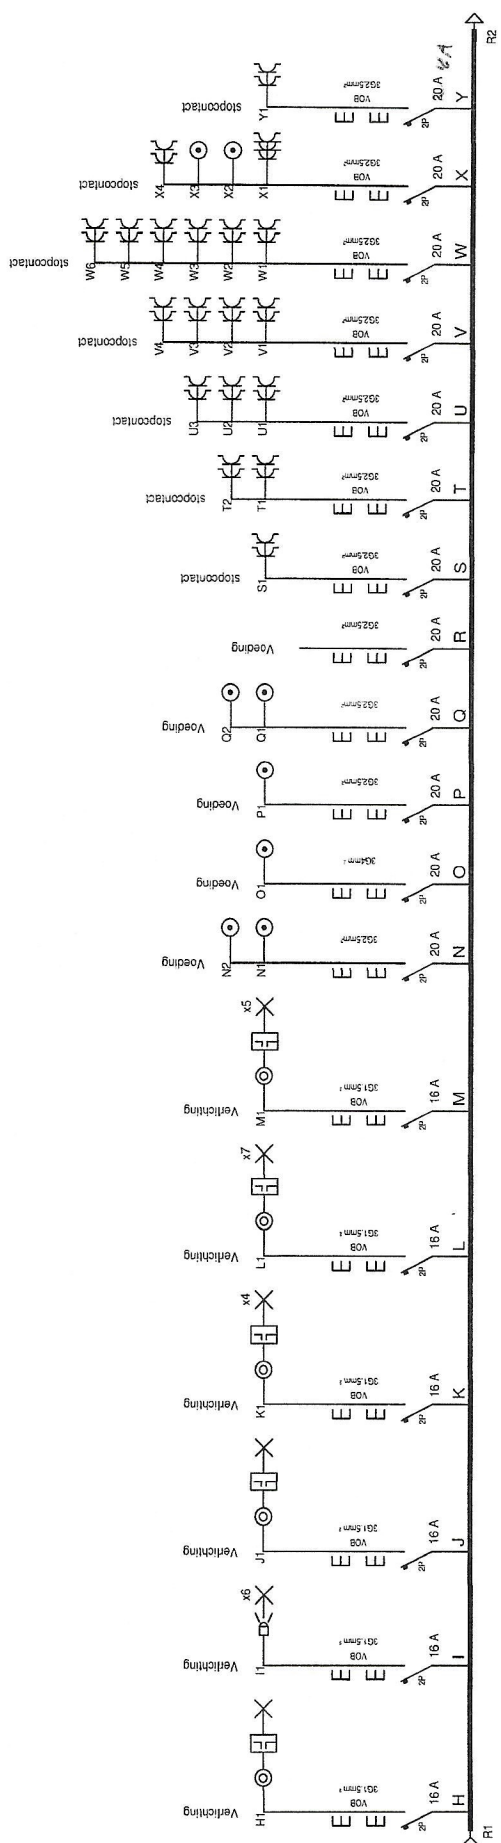 R1
H
16 A
2P
3G1.5mm²
VOB
H1
Verlichting
I
16 A
2P
3G1.5mm²
VOB
I1
x6
Verlichting
J
16 A
2P
3G1.5mm²
VOB
J1
Verlichting
K
16 A
2P
3G1.5mm²
VOB
K1
x4
Verlichting
L
16 A
2P
3G1.5mm²
VOB
L1
x7
Verlichting
M
16 A
2P
3G1.5mm²
VOB
M1
x5
Verlichting
N
20 A
2P
3G2.5mm²
N1
N2
Voeding
O
20 A
2P
3G4mm²
O1
Voeding
P
20 A
2P
3G2.5mm²
P1
Voeding
Q
20 A
2P
3G2.5mm²
Q1
Q2
Voeding
R
20 A
2P
3G2.5mm²
Voeding
S
20 A
2P
3G2.5mm²
VOB
S1
stopcontact
T
20 A
2P
3G2.5mm²
VOB
T1
T2
stopcontact
U
20 A
2P
3G2.5mm²
VOB
U1
U2
U3
stopcontact
V
20 A
2P
3G2.5mm²
VOB
V1
V2
V3
V4
stopcontact
W
20 A
2P
3G2.5mm²
VOB
W1
W2
W3
W4
W5
W6
stopcontact
X
20 A
2P
3G2.5mm²
VOB
X1
X2
X3
X4
stopcontact
Y
20 A
2P
3G2.5mm²
VOB
Y1
stopcontact
R2